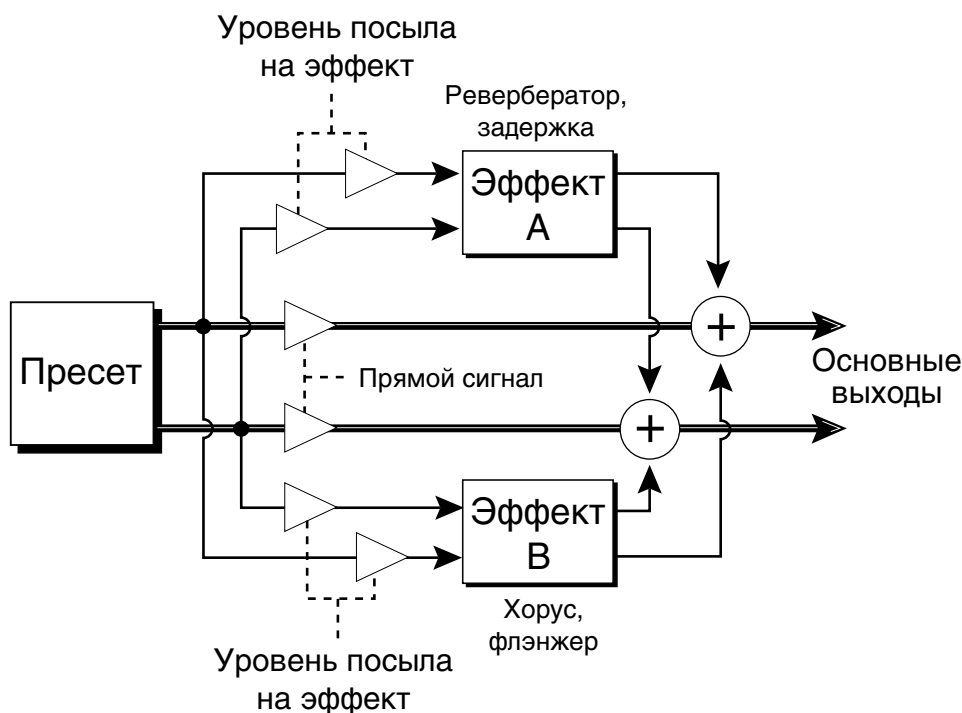 Уровень посыла
на эффект
Ревербератор,
задержка
Эффект
А
Пресет
+
Прямой сигнал
Основные
выходы
+
Эффект
В
Хорус,
флэнжер
Уровень посыла
на эффект